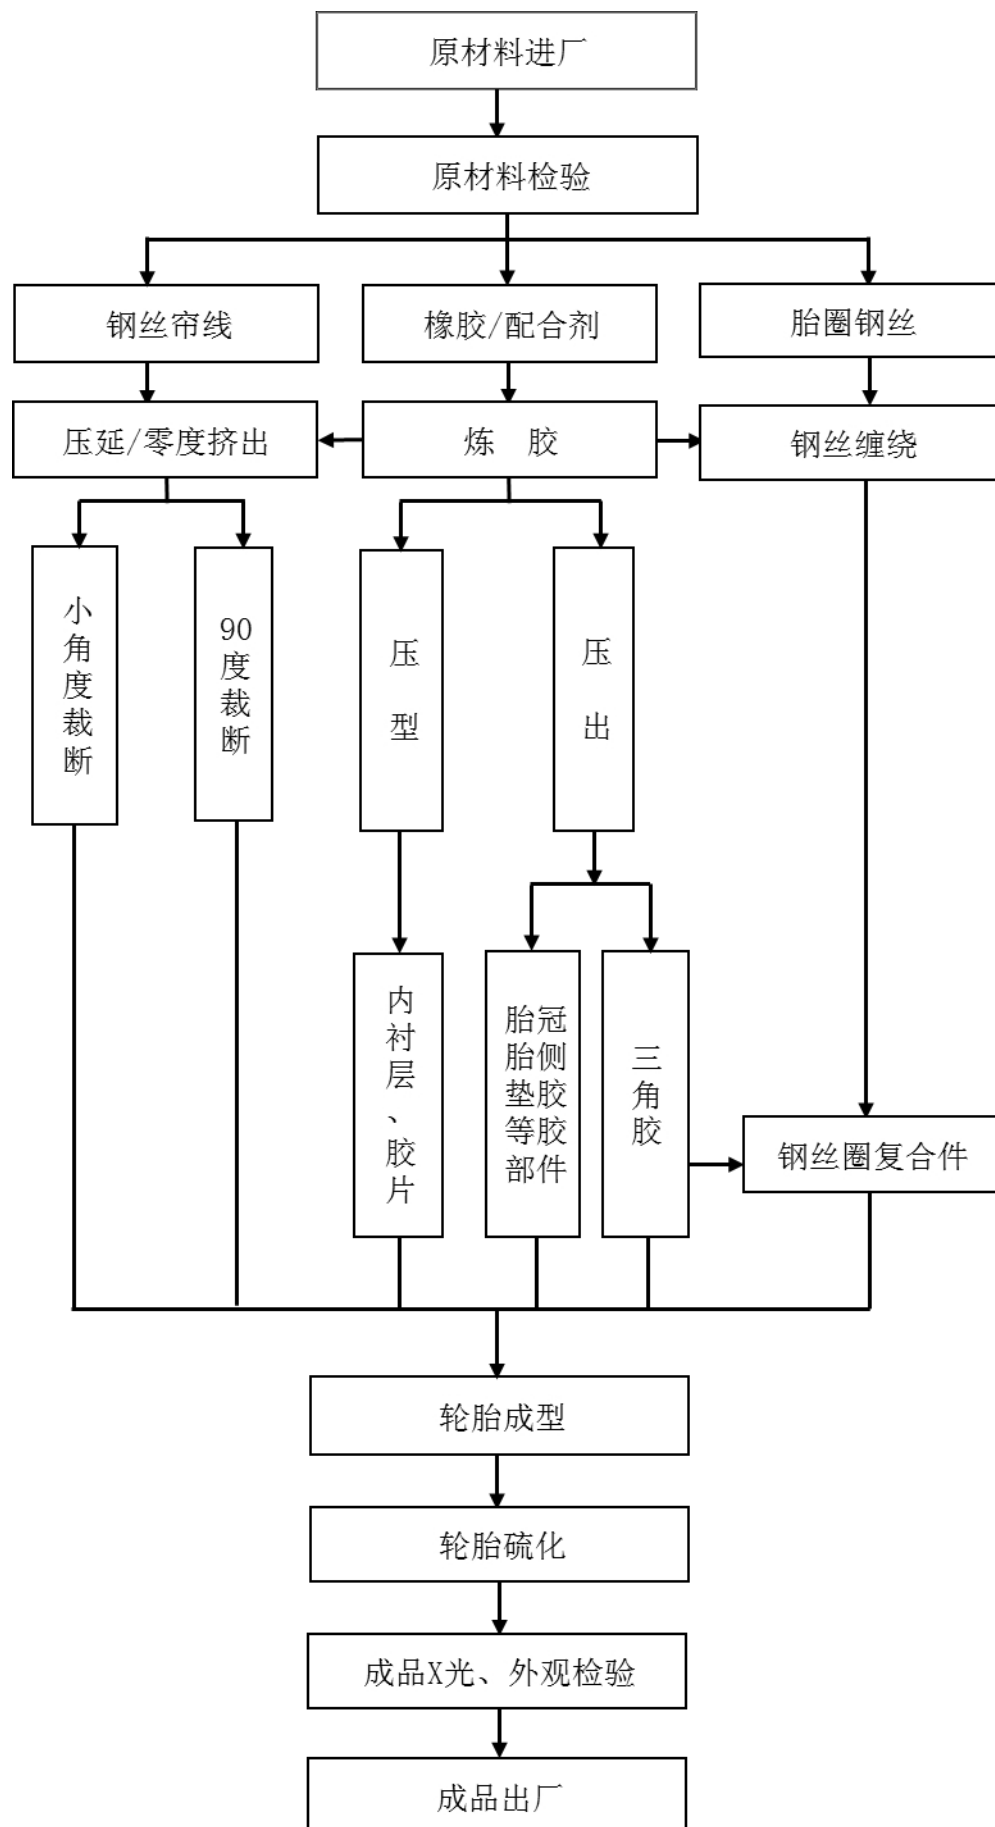 原材料进厂
原材料检验
钢丝帘线
橡胶/配合剂
胎圈钢丝
压延/零度挤出
炼 胶
钢丝缠绕
小角度裁断
90度裁断
压型
压出
内衬层、胶片
胎冠
胎侧
垫胶
等胶
部件
三角胶
钢丝圈复合件
轮胎成型
轮胎硫化
成品X光、外观检验
成品出厂